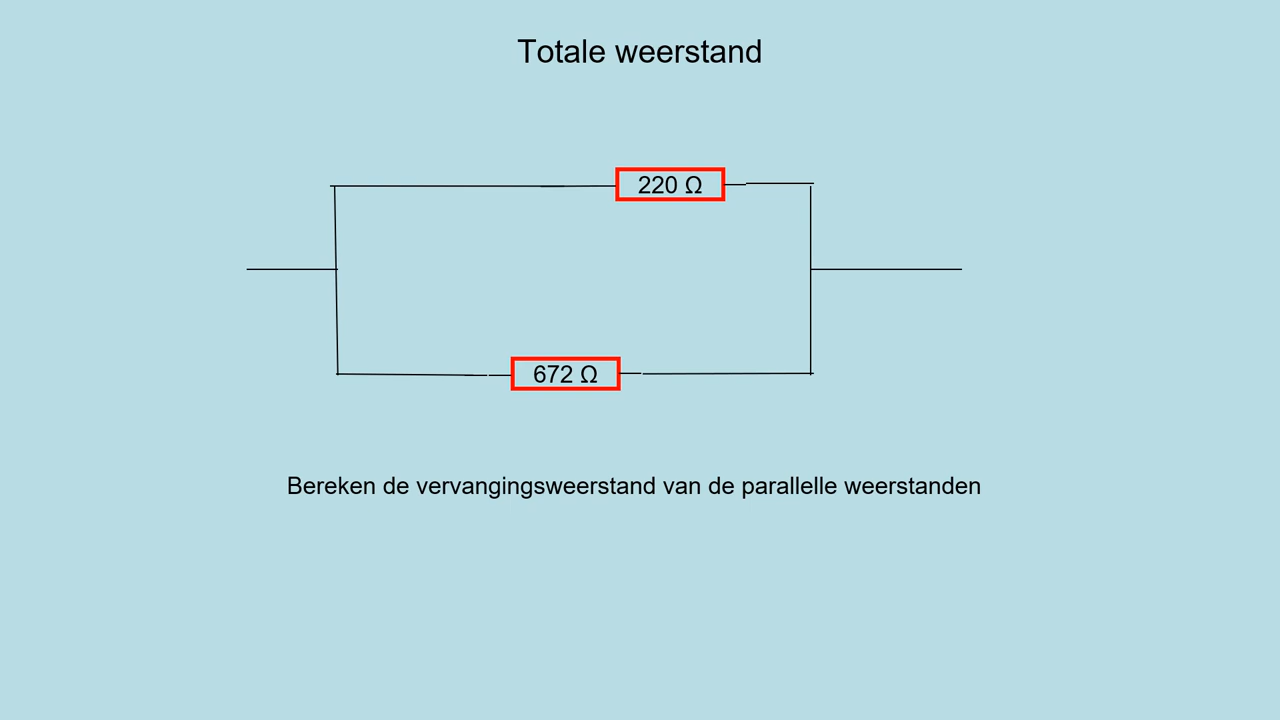 Totale weerstand
220 Ω
672 Ω
Bereken de vervangingsweerstand van de parallelle weerstanden